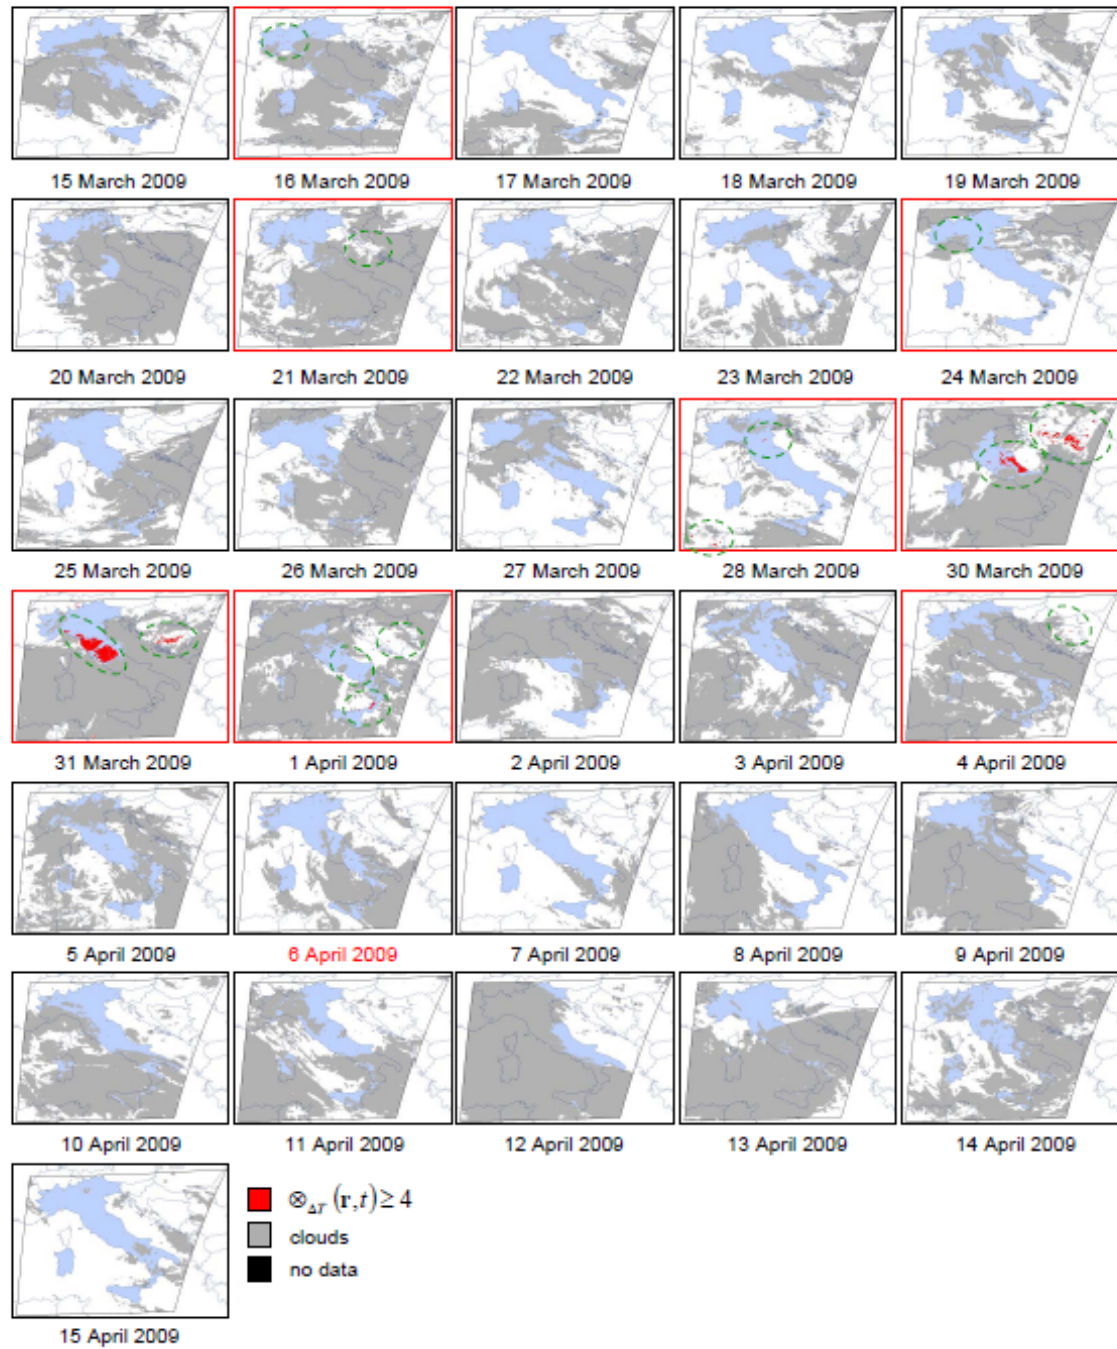 15 March 2009
16 March 2009
17 March 2009
18 March 2009
19 March 2009
20 March 2009
21 March 2009
22 March 2009
23 March 2009
24 March 2009
25 March 2009
26 March 2009
27 March 2009
28 March 2009
30 March 2009
31 March 2009
1 April 2009
2 April 2009
3 April 2009
4 April 2009
5 April 2009
6 April 2009
7 April 2009
8 April 2009
9 April 2009
10 April 2009
11 April 2009
12 April 2009
13 April 2009
14 April 2009
⊗ΔT (r,t) ≥ 4
clouds
no data
15 April 2009